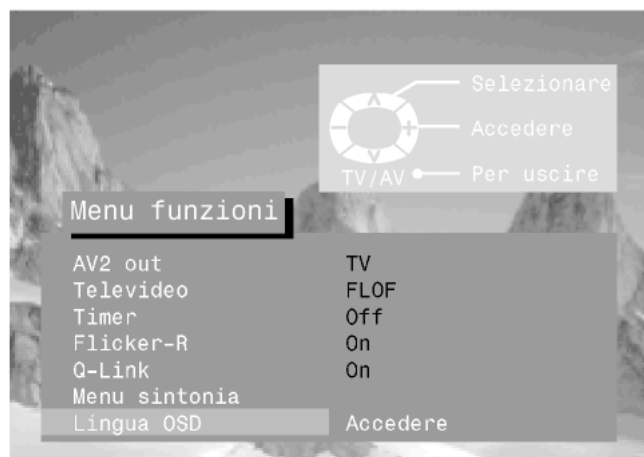 Selezionare
Accedere
TV/AV Per uscire
Menu funzioni
AV2 out TV
Televideo FLOF
Timer Off
Flicker-R On
Q-Link On
Menu sintonia
Lingua OSD Accedere